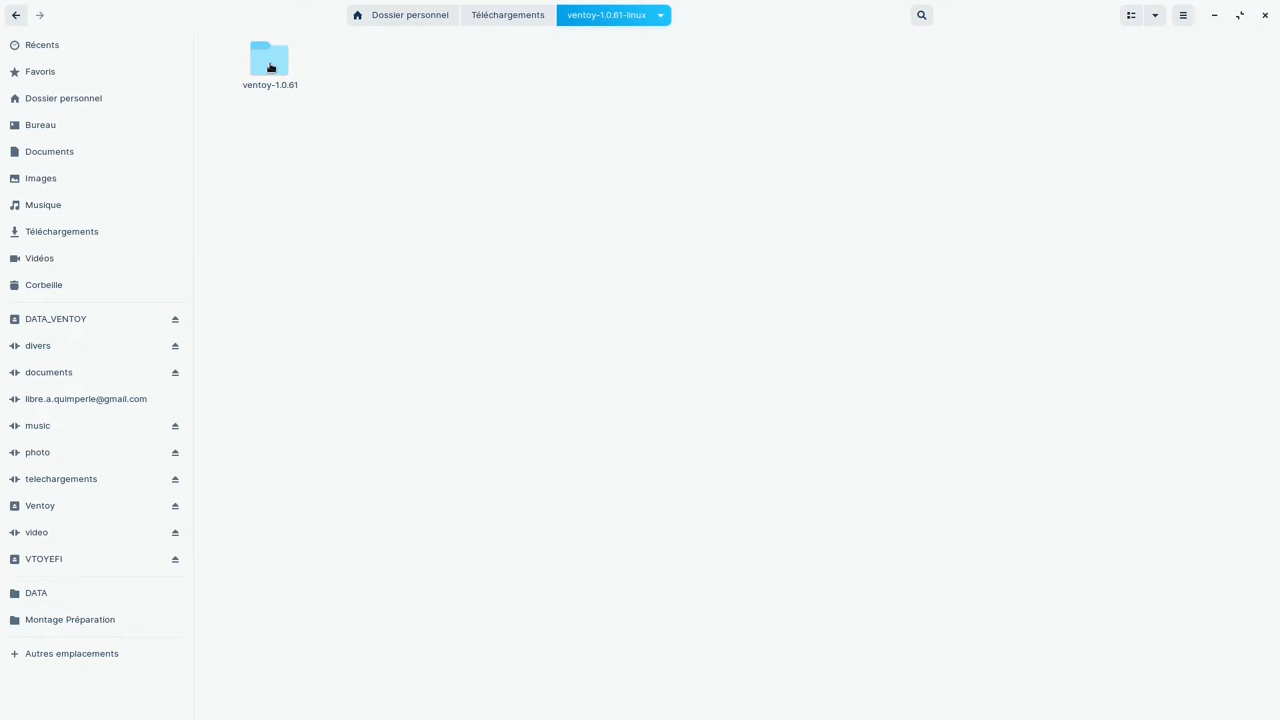 Dossier personnel
Téléchargements
ventoy-1.0.61-linux
Récents
Favoris
Dossier personnel
Bureau
Documents
Images
Musique
Téléchargements
Vidéos
Corbeille
DATA_VENTOY
divers
documents
libre.a.quimperle@gmail.com
music
photo
telechargements
Ventoy
video
VTOYEFI
DATA
Montage Préparation
Autres emplacements
ventoy-1.0.61